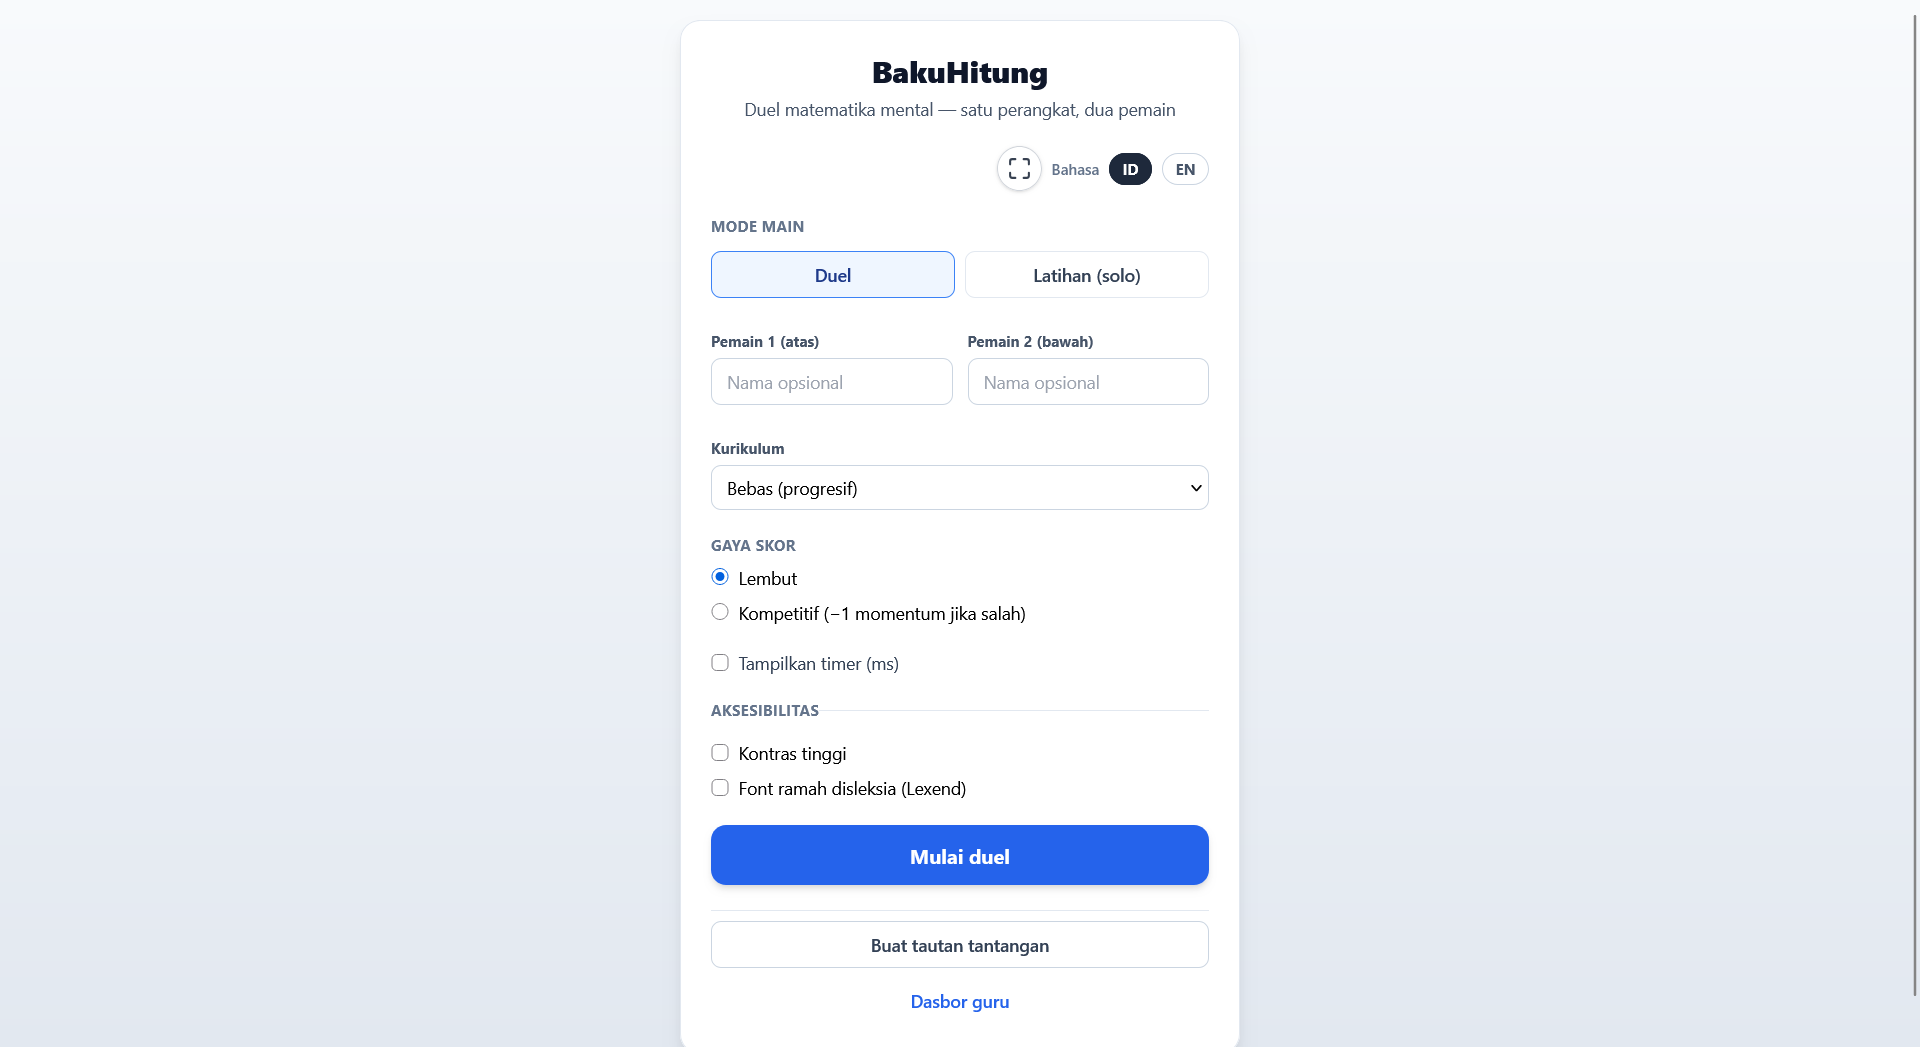 BakuHitung
Duel matematika mental — satu perangkat, dua pemain
Bahasa ID EN
MODE MAIN
Duel Latihan (solo)
Pemain 1 (atas) Pemain 2 (bawah)
Nama opsional Nama opsional
Kurikulum
Bebas (progresif)
GAYA SKOR
Lembut
Kompetitif (−1 momentum jika salah)
Tampilkan timer (ms)
AKSESIBILITAS
Kontras tinggi
Font ramah disleksia (Lexend)
Mulai duel
Buat tautan tantangan
Dasbor guru